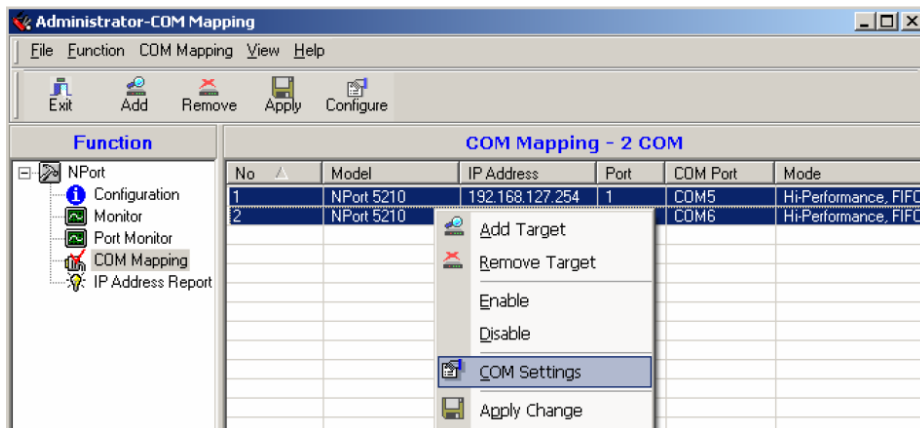 Administrator-COM Mapping
File Function COM Mapping View Help
Exit Add Remove Apply Configure
Function
COM Mapping - 2 COM
NPort
Configuration
Monitor
Port Monitor
COM Mapping
IP Address Report
No Model IP Address Port COM Port Mode
1 NPort 5210 192.168.127.254 1 COM5 Hi-Performance, FIFO
2 NPort 5210 COM6 Hi-Performance, FIFO
Add Target
Remove Target
Enable
Disable
COM Settings
Apply Change